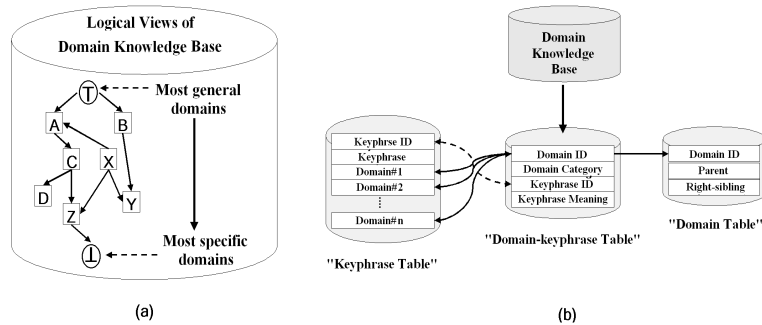 Logical Views of
Domain Knowledge Base
T
Most general
domains
A
B
C
X
D
Y
Z
⊥
Most specific
domains
(a)
Domain
Knowledge
Base
Keyphrse ID
Keyphrase
Domain#1
Domain#2
Domain#n
"Keyphrase Table"
Domain ID
Domain Category
Keyphrase ID
Keyphrase Meaning
"Domain-keyphrase Table"
Domain ID
Parent
Right-sibling
"Domain Table"
(b)